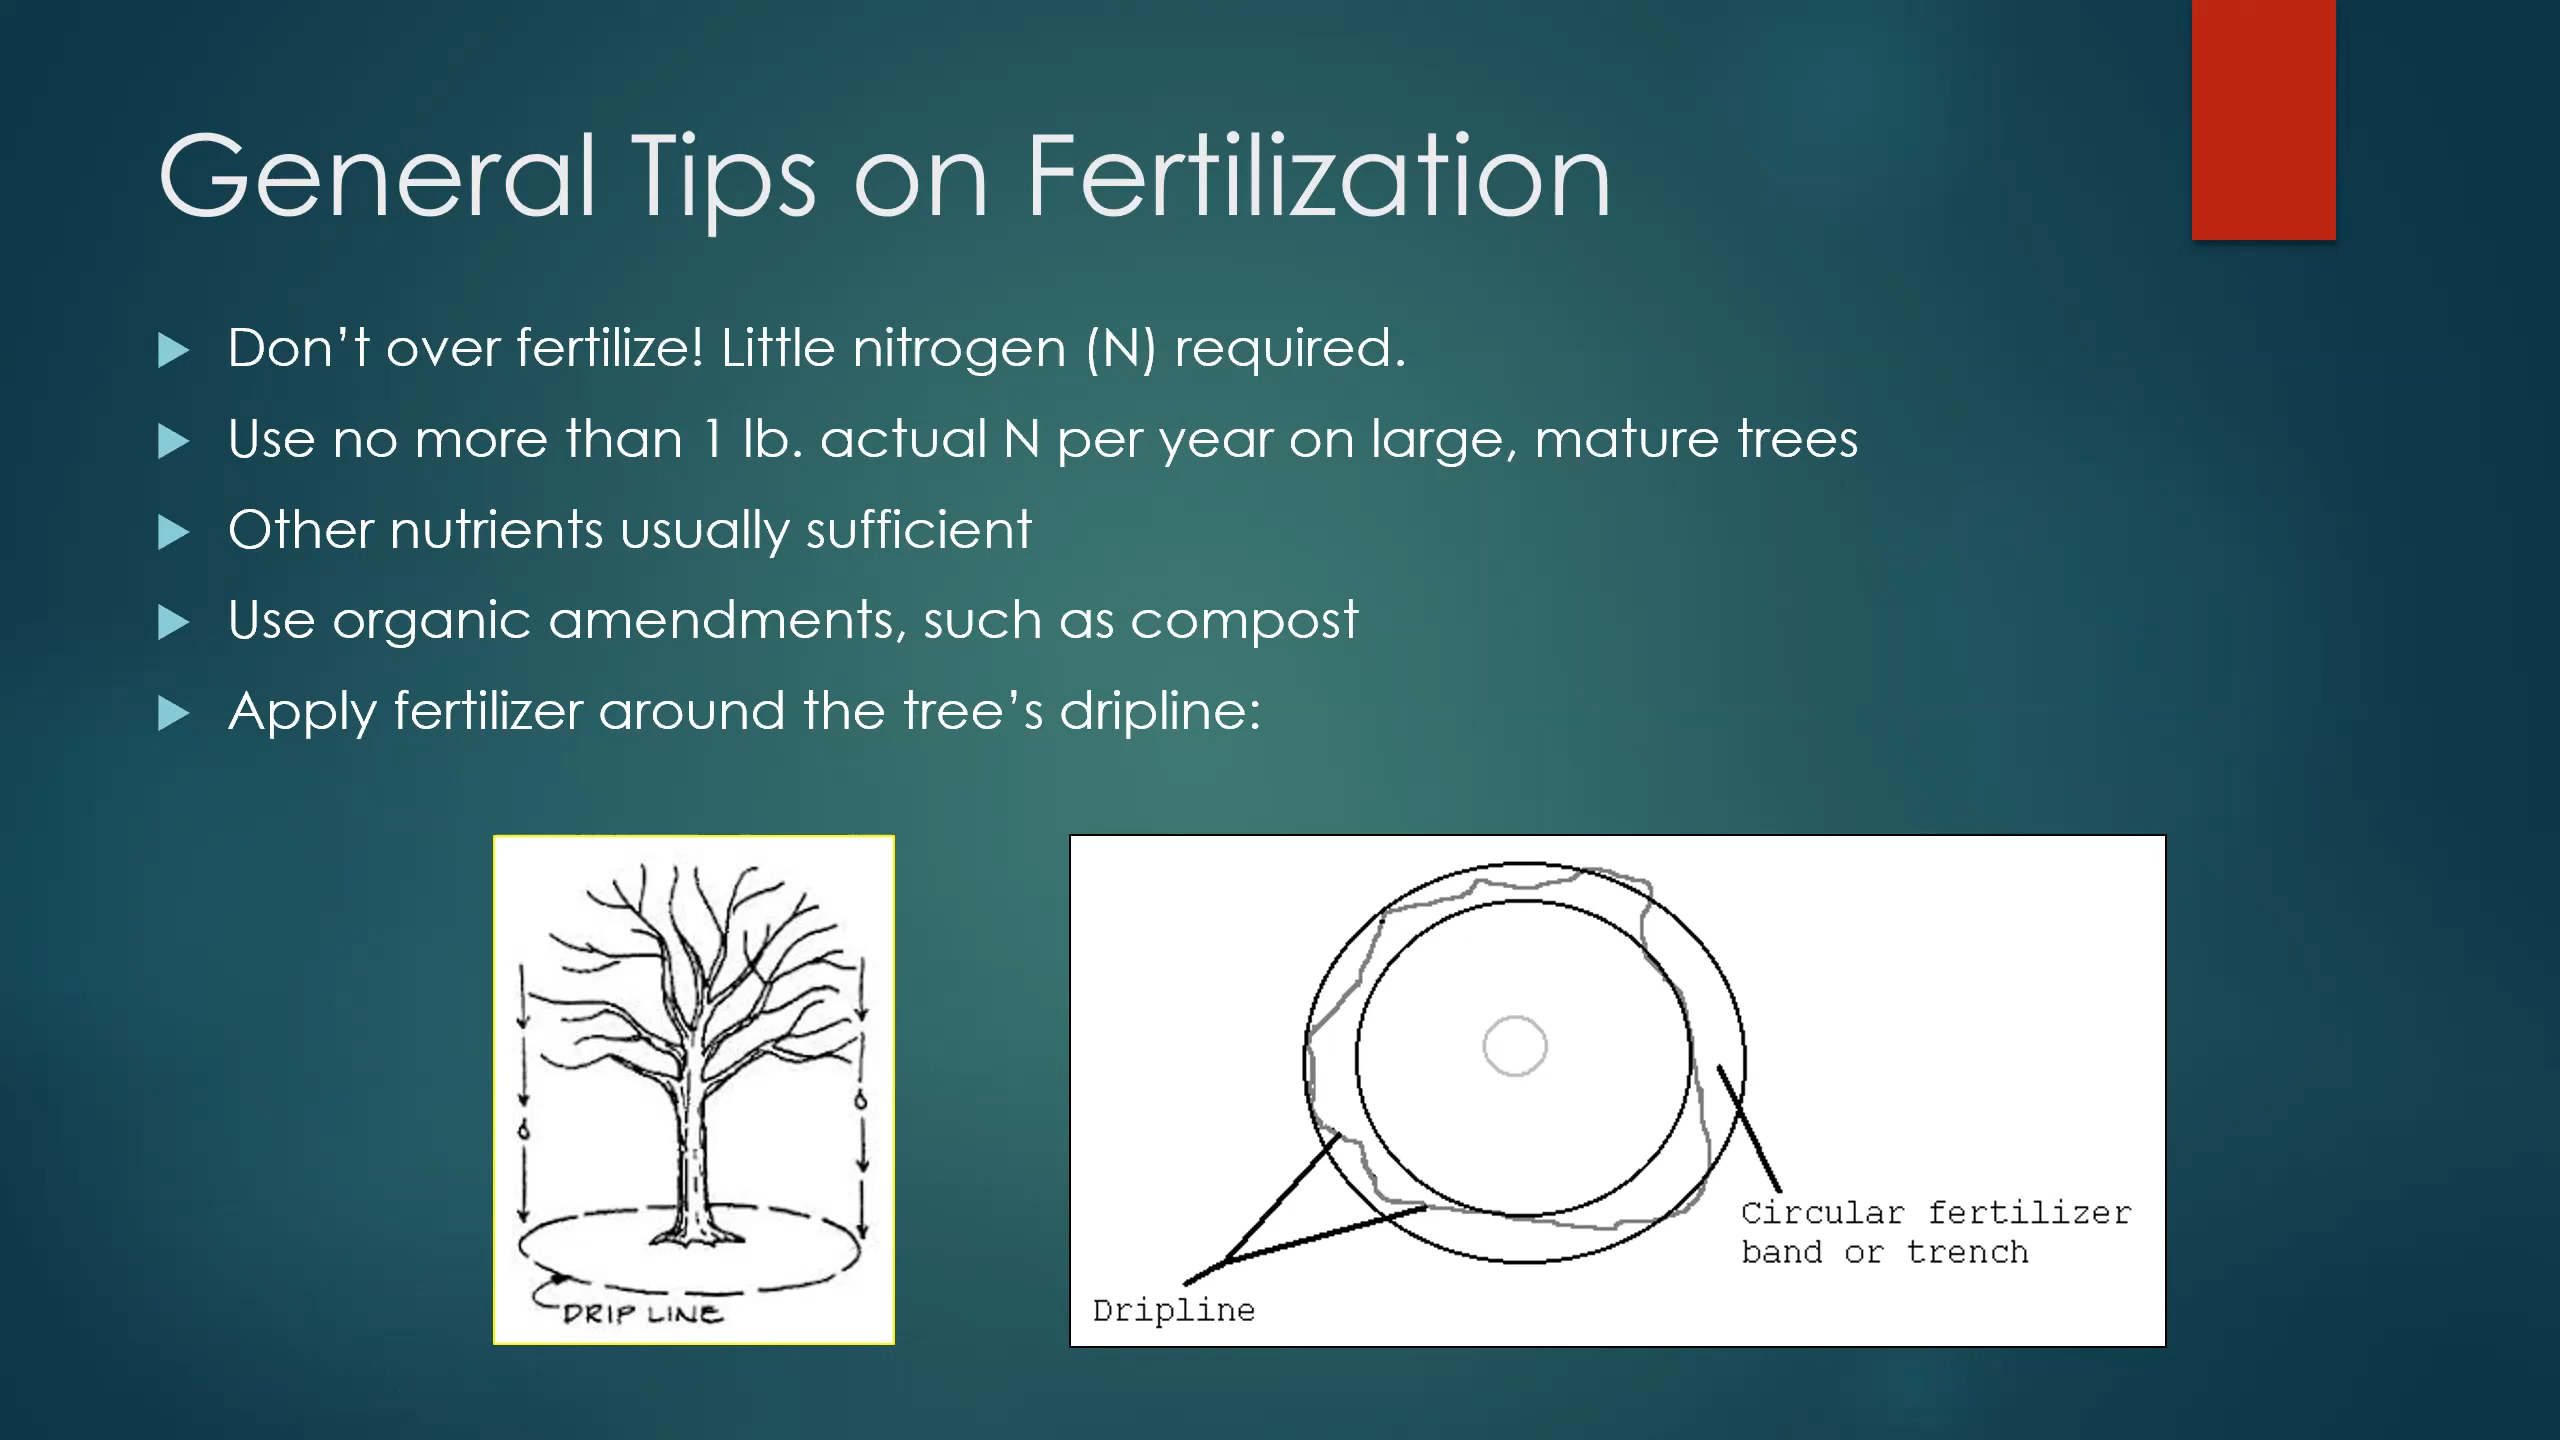 General Tips on Fertilization
Don’t over fertilize! Little nitrogen (N) required.
Use no more than 1 lb. actual N per year on large, mature trees
Other nutrients usually sufficient
Use organic amendments, such as compost
Apply fertilizer around the tree’s dripline:
DRIP LINE
Circular fertilizer
band or trench
Dripline